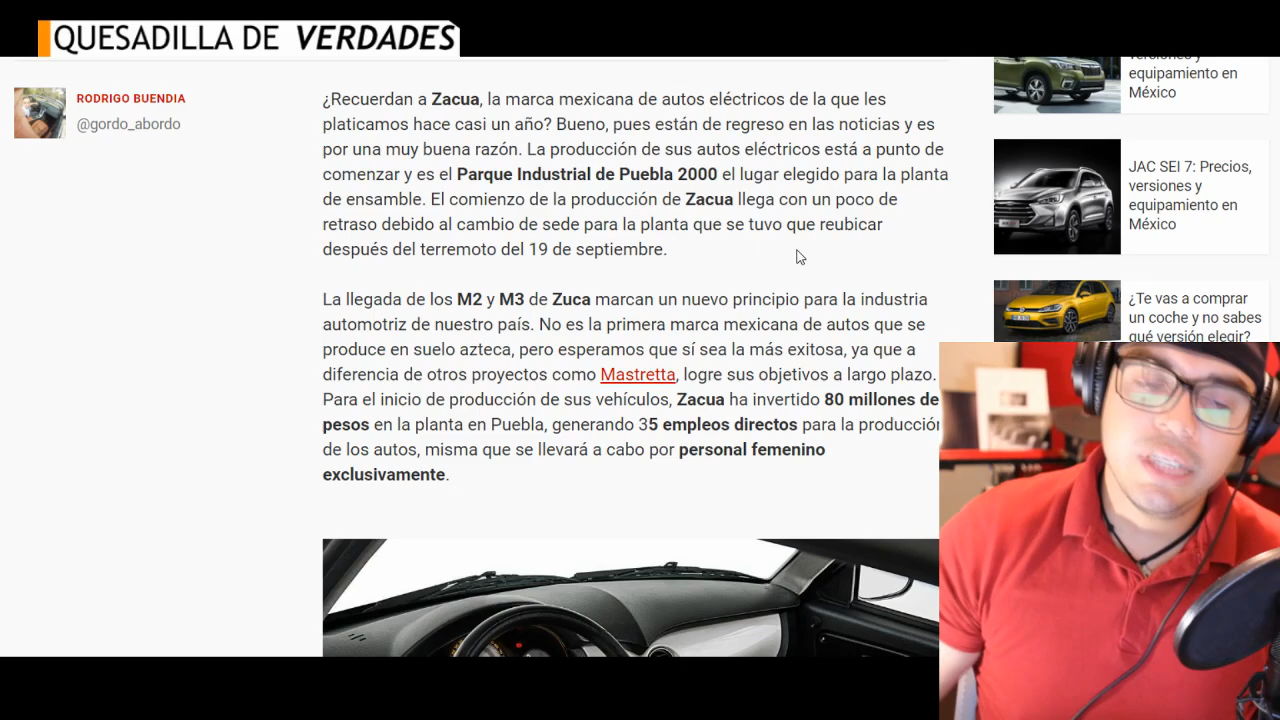 QUESADILLA DE VERDADES
RODRIGO BUENDIA
@gordo_abordo
¿Recuerdan a Zacua, la marca mexicana de autos eléctricos de la que les
platicamos hace casi un año? Bueno, pues están de regreso en las noticias y es
por una muy buena razón. La producción de sus autos eléctricos está a punto de
comenzar y es el Parque Industrial de Puebla 2000 el lugar elegido para la planta
de ensamble. El comienzo de la producción de Zacua llega con un poco de
retraso debido al cambio de sede para la planta que se tuvo que reubicar
después del terremoto del 19 de septiembre.
La llegada de los M2 y M3 de Zuca marcan un nuevo principio para la industria
automotriz de nuestro país. No es la primera marca mexicana de autos que se
produce en suelo azteca, pero esperamos que sí sea la más exitosa, ya que a
diferencia de otros proyectos como Mastretta, logre sus objetivos a largo plazo.
Para el inicio de producción de sus vehículos, Zacua ha invertido 80 millones de
pesos en la planta en Puebla, generando 35 empleos directos para la producción
de los autos, misma que se llevará a cabo por personal femenino
exclusivamente.
versiones y
equipamiento en
México
JAC SEI 7: Precios,
versiones y
equipamiento en
México
¿Te vas a comprar
un coche y no sabes
qué versión elegir?